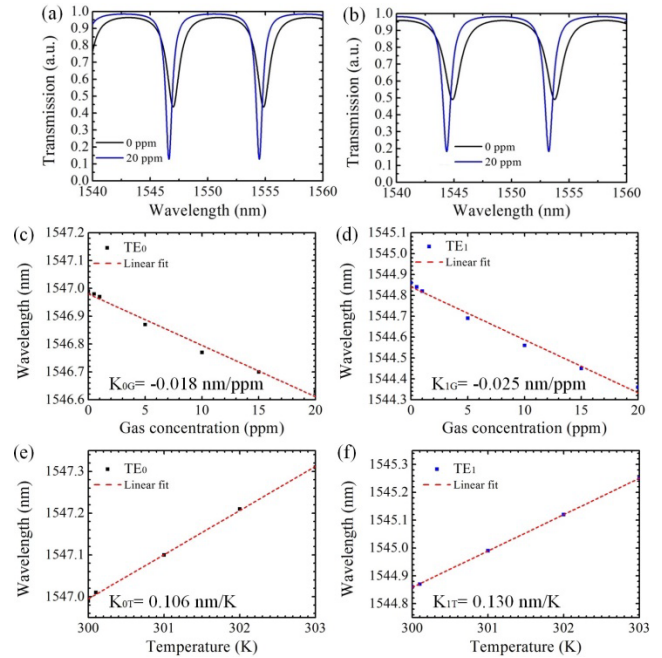 (a)
Transmission (a.u.)
1.0
0.9
0.8
0.7
0.6
0.5
0.4
0.3
0.2
0.1
0.0
0 ppm
20 ppm
1540 1545 1550 1555 1560
Wavelength (nm)
(b)
Transmission (a.u.)
1.0
0.9
0.8
0.7
0.6
0.5
0.4
0.3
0.2
0.1
0.0
0 ppm
20 ppm
1540 1545 1550 1555 1560
Wavelength (nm)
(c)
Wavelength (nm)
1547.2
1547.1
1547.0
1546.9
1546.8
1546.7
1546.6
TE₀
Linear fit
K₀G= -0.018 nm/ppm
0 5 10 15 20
Gas concentration (ppm)
(d)
Wavelength (nm)
1545.1
1545.0
1544.9
1544.8
1544.7
1544.6
1544.5
1544.4
1544.3
TE₁
Linear fit
K₁G= -0.025 nm/ppm
0 5 10 15 20
Gas concentration (ppm)
(e)
Wavelength (nm)
1547.3
1547.2
1547.1
1547.0
TE₀
Linear fit
K₀T= 0.106 nm/K
300 301 302 303
Temperature (K)
(f)
Wavelength (nm)
1545.3
1545.2
1545.1
1545.0
1544.9
1544.8
TE₁
Linear fit
K₁T= 0.130 nm/K
300 301 302 303
Temperature (K)